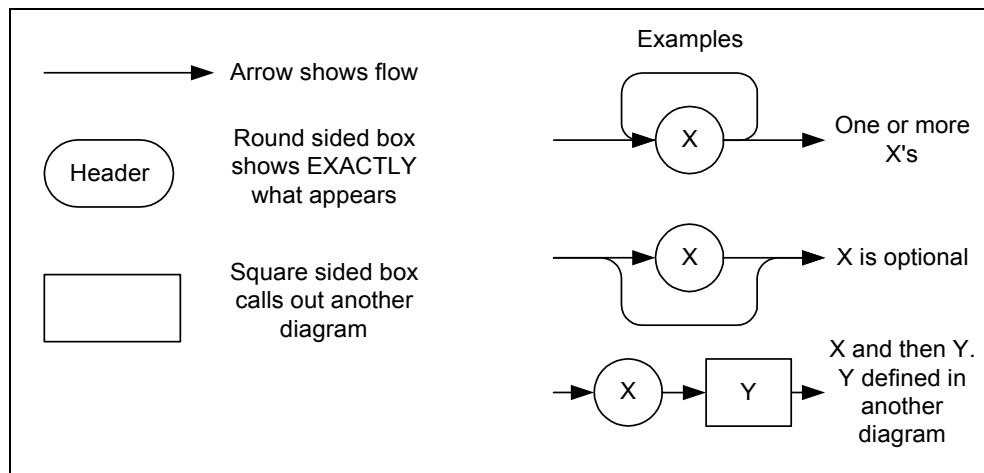 Arrow shows flow
Header
Round sided box
shows EXACTLY
what appears
Square sided box
calls out another
diagram
Examples
X
One or more
X's
X
X is optional
X
Y
X and then Y.
Y defined in
another
diagram